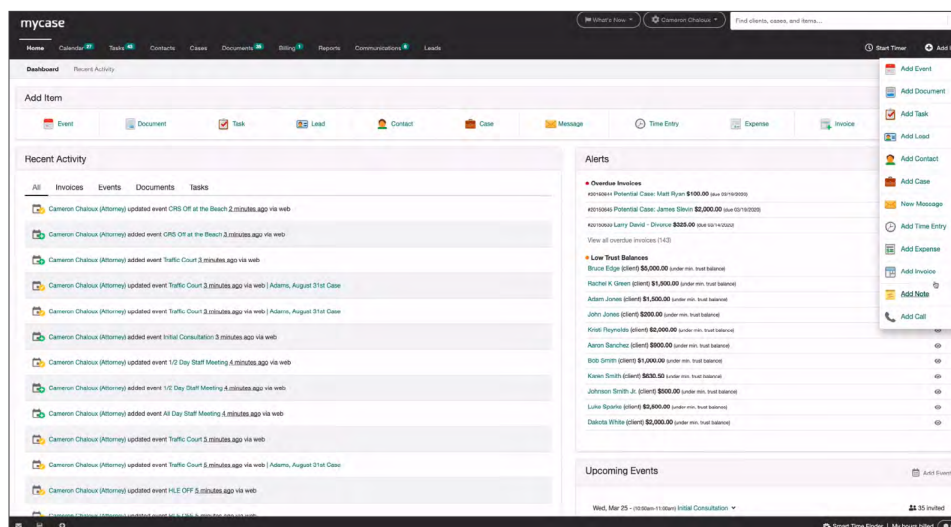 mycase
What's New
Cameron Chaloux
Find clients, cases, and items...
Home Calendar 27 Tasks 43 Contacts Cases Documents Billing 1 Reports Communications Leads
Start Timer Add
Dashboard Recent Activity
Add Item
Event Document Task Lead Contact Case Message Time Entry Expense Invoice
Add Event
Add Document
Add Task
Add Lead
Add Contact
Add Case
New Message
Add Time Entry
Add Expense
Add Invoice
Add Note
Add Call
Recent Activity
All Invoices Events Documents Tasks
Cameron Chaloux (Attorney) updated event CRS Off at the Beach 2 minutes ago via web
Cameron Chaloux (Attorney) added event CRS Off at the Beach 3 minutes ago via web
Cameron Chaloux (Attorney) added event Traffic Court 3 minutes ago via web
Cameron Chaloux (Attorney) updated event Traffic Court 3 minutes ago via web | Adams, August 31st Case
Cameron Chaloux (Attorney) updated event Traffic Court 3 minutes ago via web | Adams, August 31st Case
Cameron Chaloux (Attorney) added event Initial Consultation 3 minutes ago via web
Cameron Chaloux (Attorney) updated event 1/2 Day Staff Meeting 4 minutes ago via web
Cameron Chaloux (Attorney) added event 1/2 Day Staff Meeting 4 minutes ago via web
Cameron Chaloux (Attorney) added event All Day Staff Meeting 4 minutes ago via web
Cameron Chaloux (Attorney) updated event Traffic Court 5 minutes ago via web
Cameron Chaloux (Attorney) updated event Traffic Court 5 minutes ago via web | Adams, August 31st Case
Cameron Chaloux (Attorney) updated event HLE OFF 5 minutes ago via web
Alerts
Overdue Invoices
#20150644 Potential Case: Matt Ryan $100.00 (due 03/19/2020)
#20150645 Potential Case: James Slevin $2,000.00 (due 03/19/2020)
Larry David - Divorce $325.00 (due 03/14/2020)
View all overdue invoices (143)
Low Trust Balances
Bruce Edge (client) $5,000.00 (under min. trust balance)
Rachel K Green (client) $1,500.00 (under min. trust balance)
Adam Jones (client) $1,500.00 (under min. trust balance)
John Jones (client) $200.00 (under min. trust balance)
Kristi Reynolds (client) $2,000.00 (under min. trust balance)
Aaron Sanchez (client) $900.00 (under min. trust balance)
Bob Smith (client) $1,000.00 (under min. trust balance)
Karen Smith (client) $630.50 (under min. trust balance)
Johnson Smith Jr. (client) $500.00 (under min. trust balance)
Luke Sparks (client) $2,500.00 (under min. trust balance)
Dakota White (client) $2,000.00 (under min. trust balance)
Upcoming Events
Add Event
Wed, Mar 25 - (10:00am-11:00am) Initial Consultation
35 invited
Smart Time Finder | My hours billed